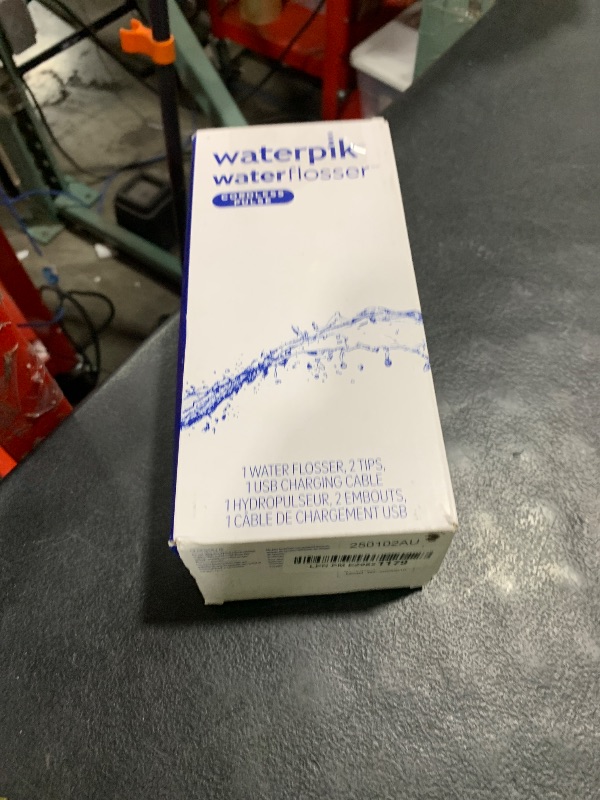 waterpik
waterflosser
CORDLESS
PULSE
1 WATER FLOSSER, 2 TIPS,
1 USB CHARGING CABLE
1 HYDROPULSEUR, 2 EMBOUTS,
1 CÂBLE DE CHARGEMENT USB
250102AU
1179